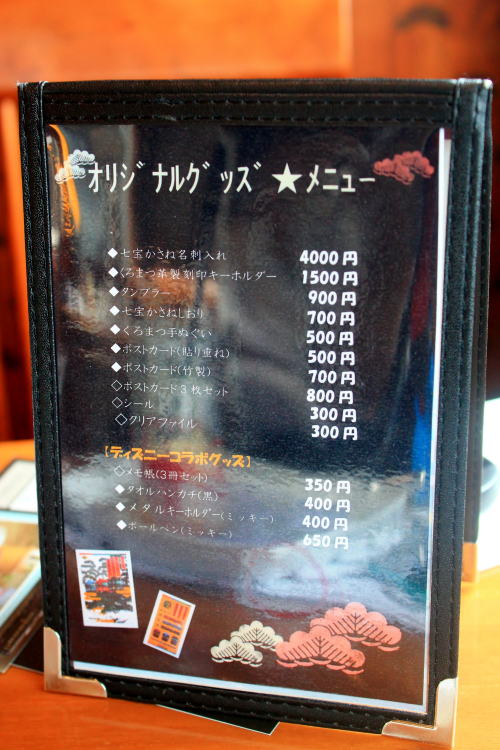 オリジナルグッズ★メニュー
◆七宝かさね名刺入れ 4000円
◆くろまつ革製刻印キーホルダー 1500円
◆タンブラー 900円
◆七宝かさねしおり 700円
◆くろまつ手ぬぐい 500円
◆ポストカード(貼り重ね) 500円
◆ポストカード(竹製) 700円
◇ポストカード3枚セット 800円
◇シール 300円
◇クリアファイル 300円
【ディズニーコラボグッズ】
◇メモ帳(3冊セット) 350円
◆タオルハンカチ(黒) 400円
◆メタルキーホルダー(ミッキー) 400円
◆ボールペン(ミッキー) 650円